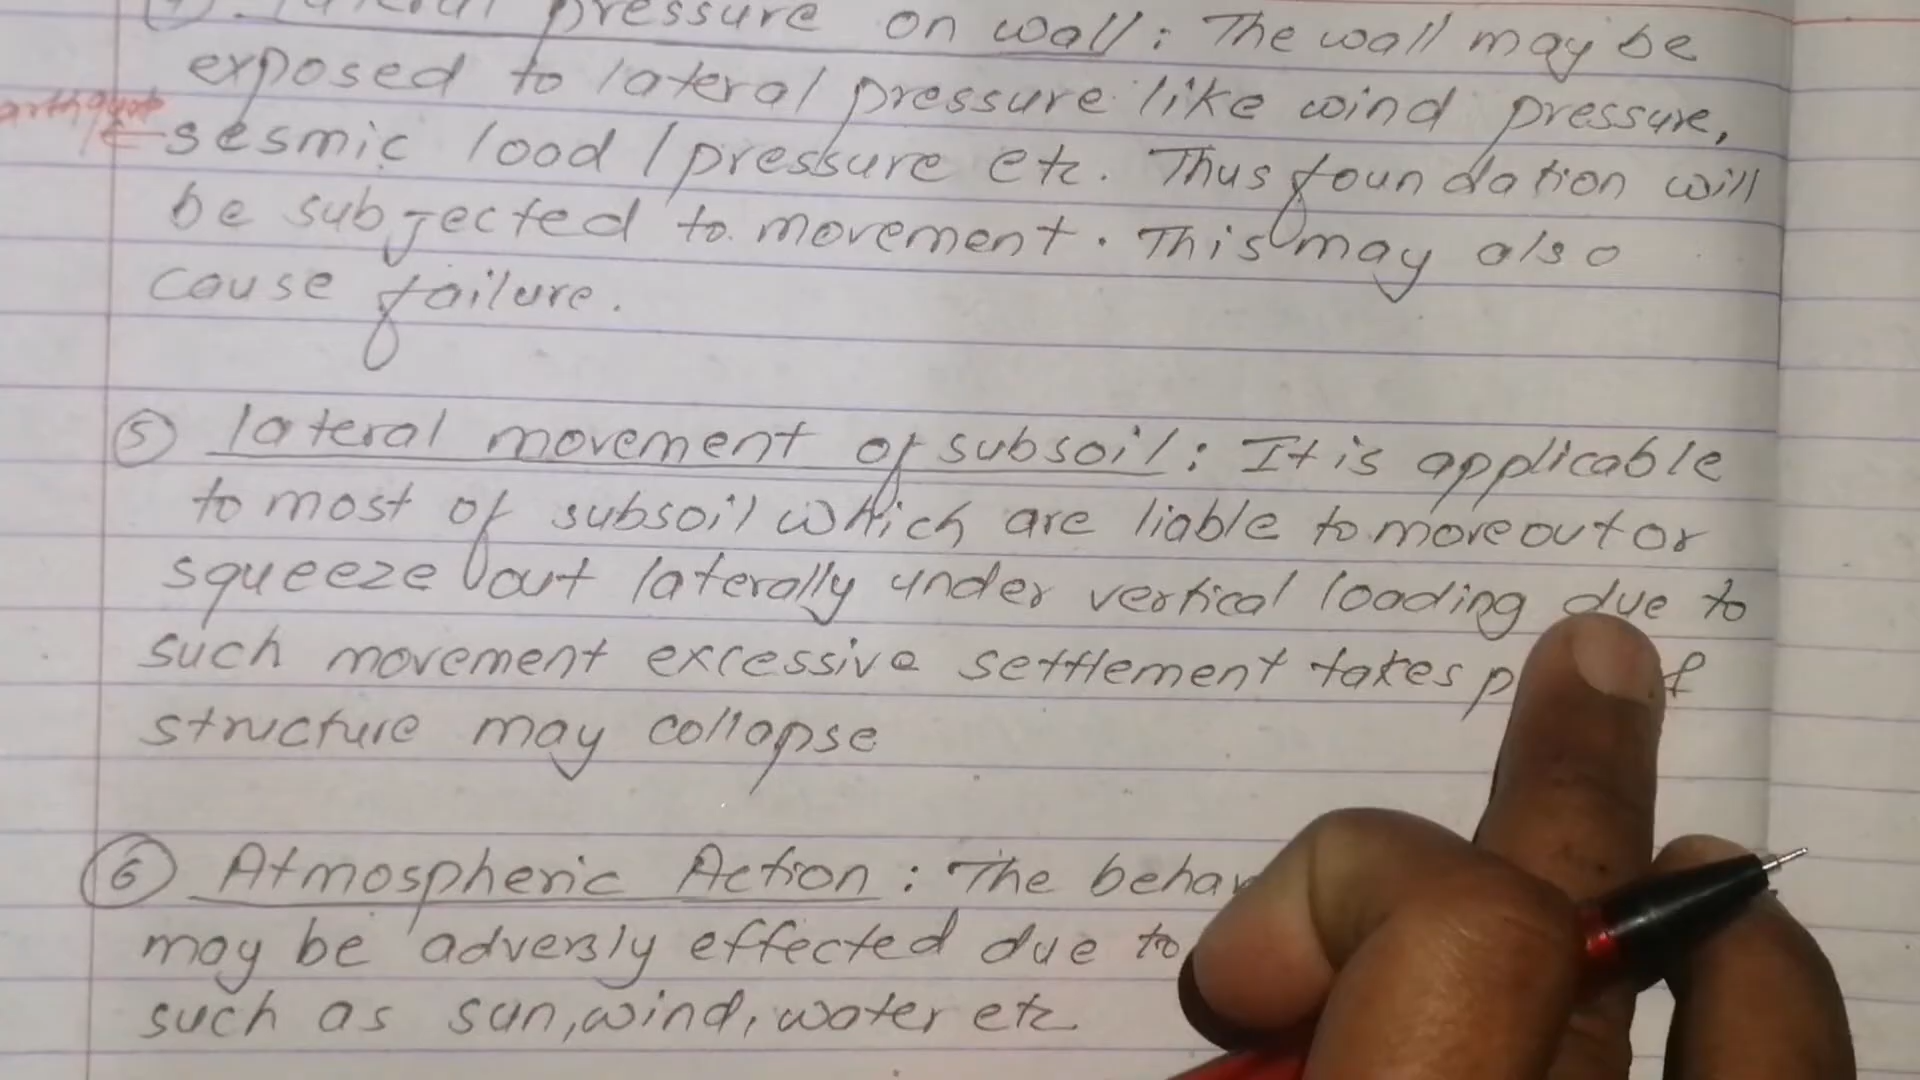 pressure on wall : The wall may be
exposed to lateral pressure like wind pressure,
sesmic load / pressure etc. Thus foundation will
be subjected to movement. This may also
cause failure.
⑤ lateral movement of subsoil : It is applicable
to most of subsoil which are liable to move out or
squeeze out laterally under vertical loading due to
such movement excessive settlement takes
structure may collapse
⑥ Atmospheric Action : The
may be adversly effected due to
such as sun, wind, water etc